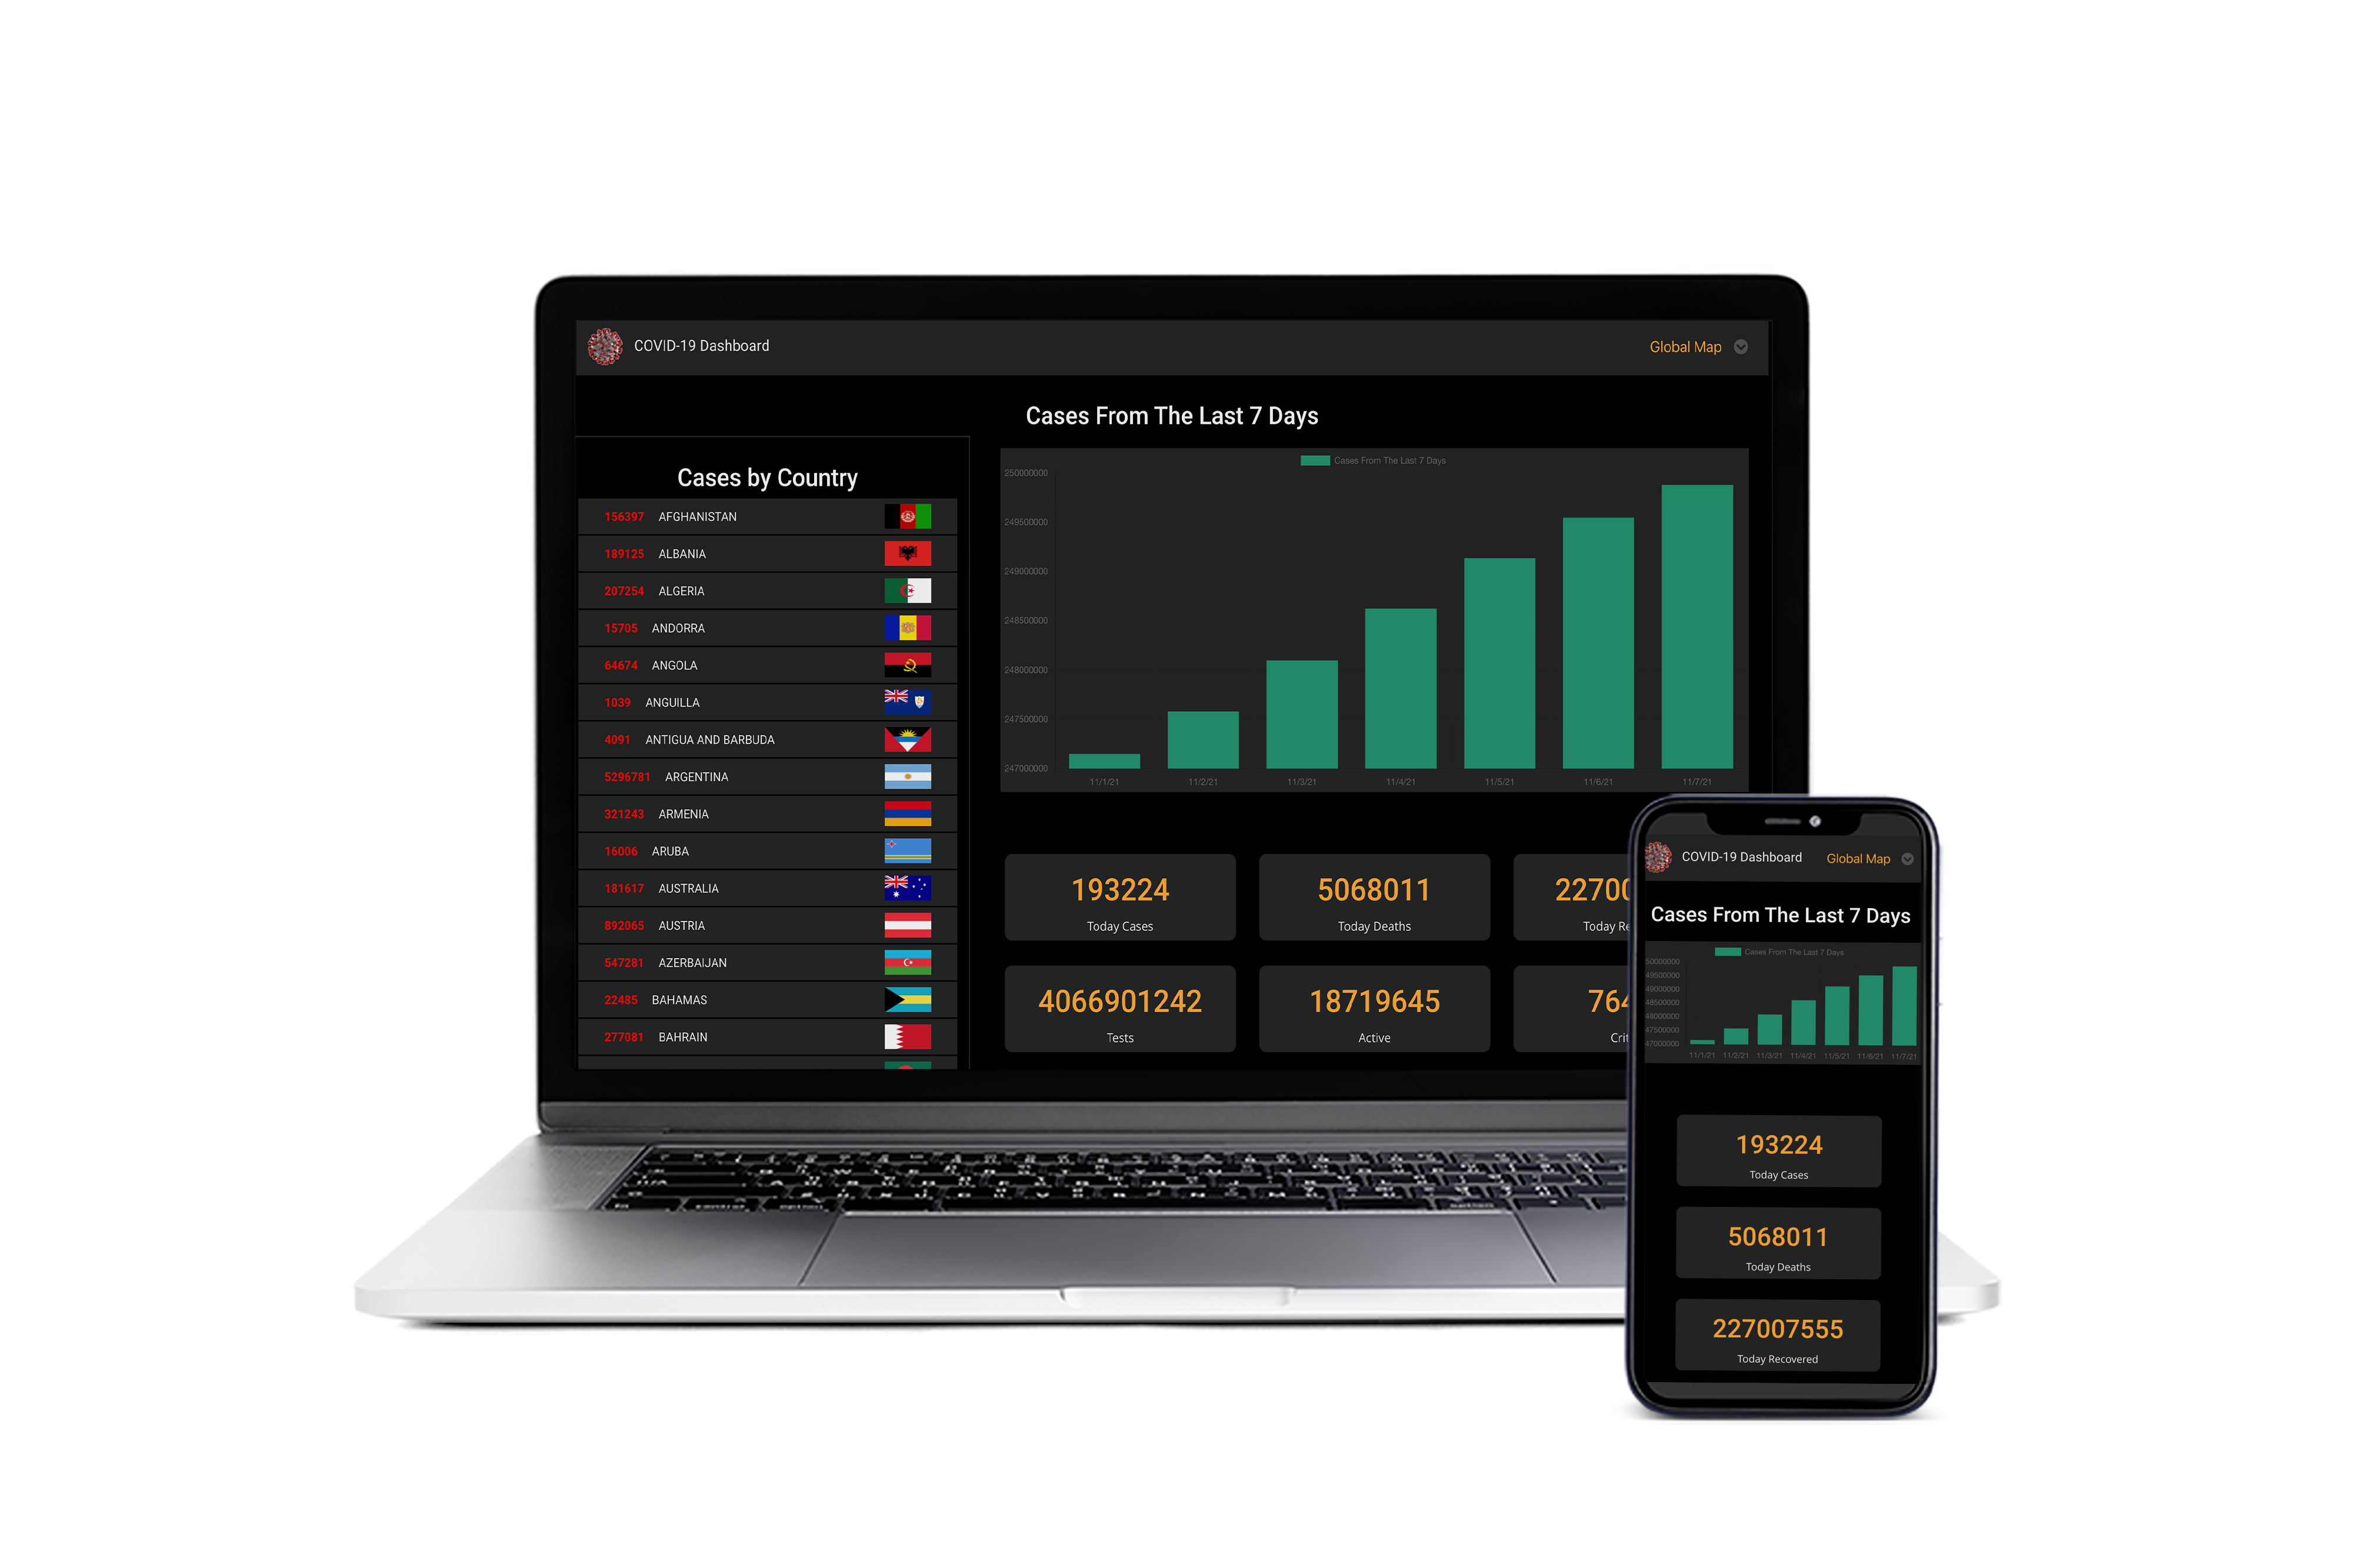 COVID-19 Dashboard
Global Map
Cases From The Last 7 Days
Cases by Country
156397 AFGHANISTAN
189125 ALBANIA
207254 ALGERIA
15705 ANDORRA
64674 ANGOLA
1039 ANGUILLA
4091 ANTIGUA AND BARBUDA
5296781 ARGENTINA
321243 ARMENIA
16006 ARUBA
181617 AUSTRALIA
892065 AUSTRIA
547281 AZERBAIJAN
22485 BAHAMAS
277081 BAHRAIN
Cases From The Last 7 Days
250000000
249500000
249000000
248500000
248000000
247500000
247000000
11/1/21 11/2/21 11/3/21 11/4/21 11/5/21 11/6/21 11/7/21
193224
Today Cases
5068011
Today Deaths
2270
Today Re
4066901242
Tests
18719645
Active
764
Crit
COVID-19 Dashboard
Global Map
Cases From The Last 7 Days
Cases From The Last 7 Days
50000000
49500000
49000000
48500000
48000000
47500000
47000000
11/1/21 11/2/21 11/3/21 11/4/21 11/5/21 11/6/21 11/7/21
193224
Today Cases
5068011
Today Deaths
227007555
Today Recovered